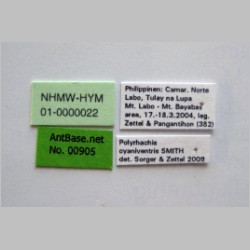 NHMW-HYM
01-0000022
AntBase.net
No. 00905
Philippinen: Camar. Norte
Labo, Tulay na Lupa
Mt. Labo - Mt. Bayabas
area, 17.-18.3.2004, leg.
Zettel & Pangantihon (382)
Polyrhachis
cyaniventris SMITH
det. Sorger & Zettel 2009